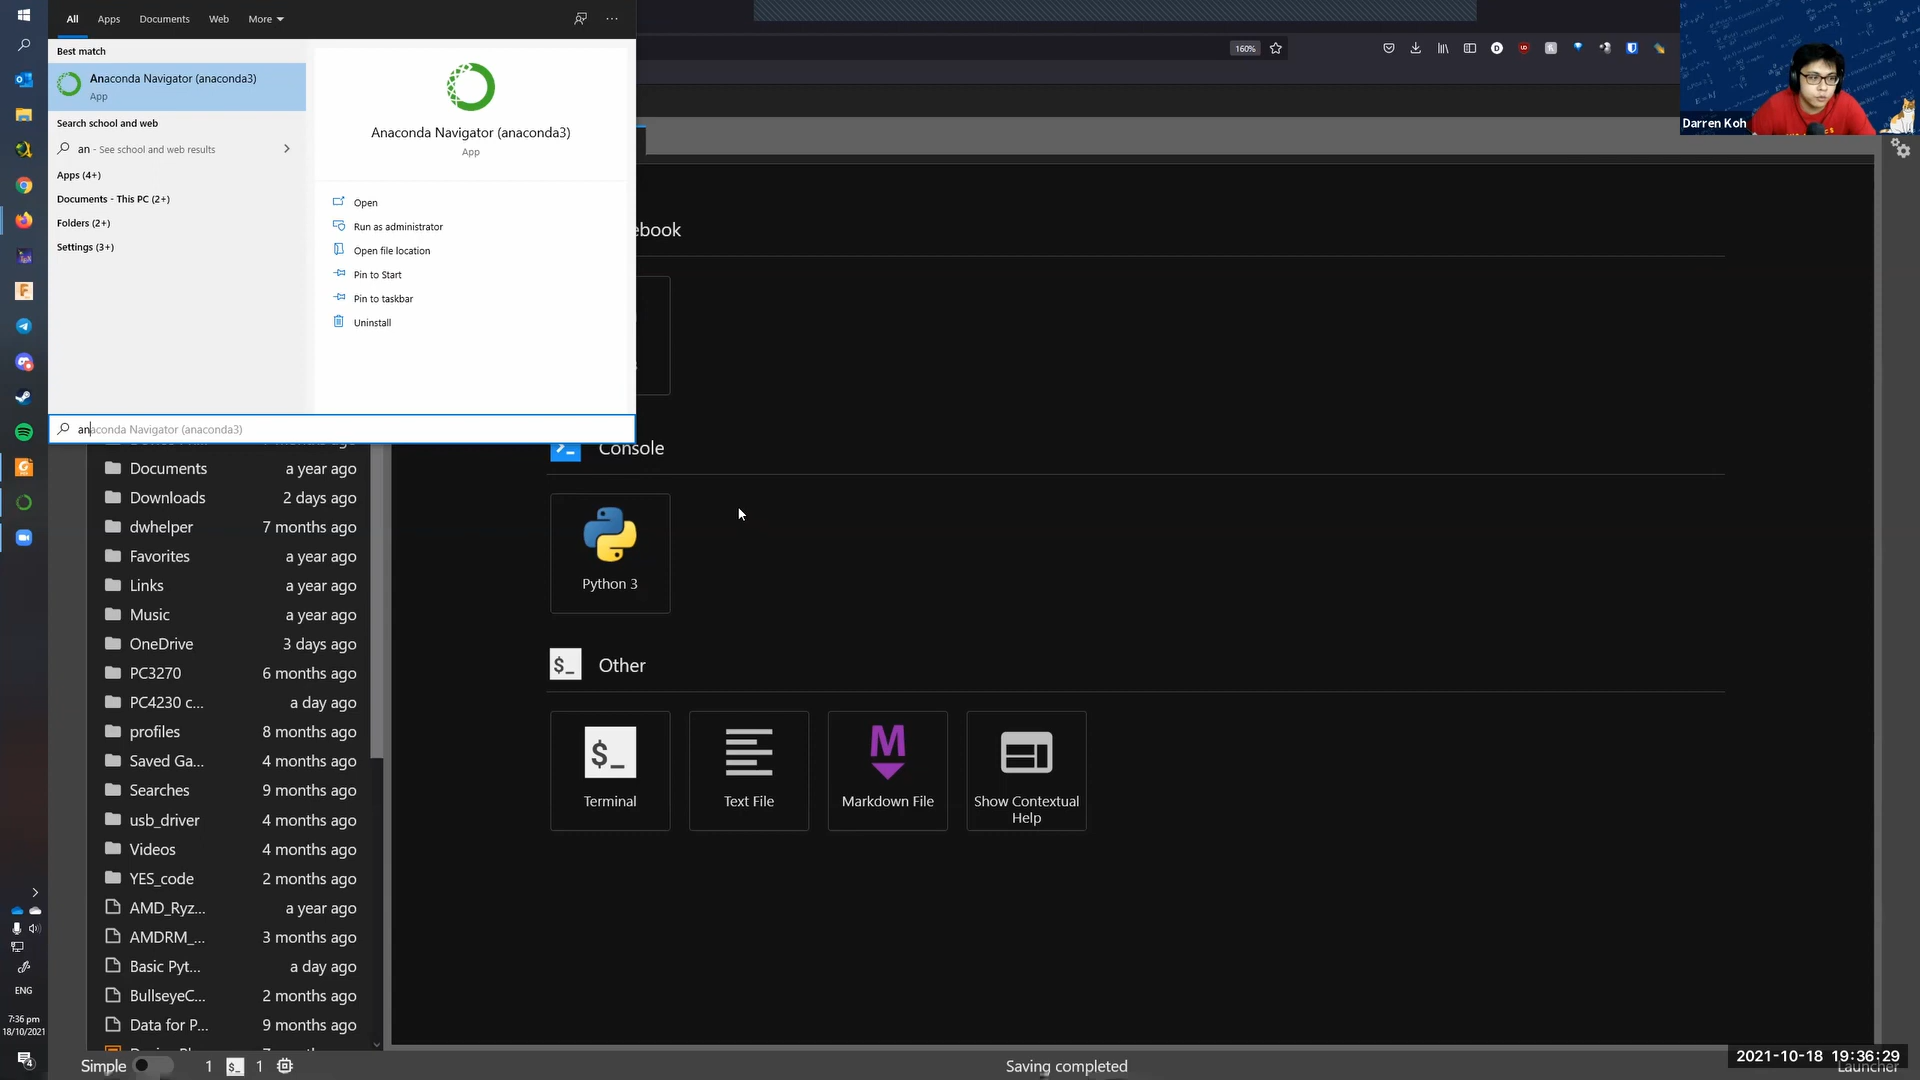 All Apps Documents Web More
Best match
Anaconda Navigator (anaconda3)
App
Search school and web
an - See school and web results
Apps (4+)
Documents - This PC (2+)
Folders (2+)
Settings (3+)
Anaconda Navigator (anaconda3)
App
Open
Run as administrator
Open file location
Pin to Start
Pin to taskbar
Uninstall
anaconda Navigator (anaconda3)
160%
Darren Koh
ebook
Console
Python 3
$_ Other
$_
Terminal
Text File
Markdown File
Show Contextual
Help
Documents a year ago
Downloads 2 days ago
dwhelper 7 months ago
Favorites a year ago
Links a year ago
Music a year ago
OneDrive 3 days ago
PC3270 6 months ago
PC4230 c... a day ago
profiles 8 months ago
Saved Ga... 4 months ago
Searches 9 months ago
usb_driver 4 months ago
Videos 4 months ago
YES_code 2 months ago
AMD_Ryz... a year ago
AMDRM_... 3 months ago
Basic Pyt... a day ago
BullseyeC... 2 months ago
Data for P... 9 months ago
ENG
7:36 pm
18/10/2021
4
Simple 1 $_ 1
Saving completed
2021-10-18 19:36:29
Launcher